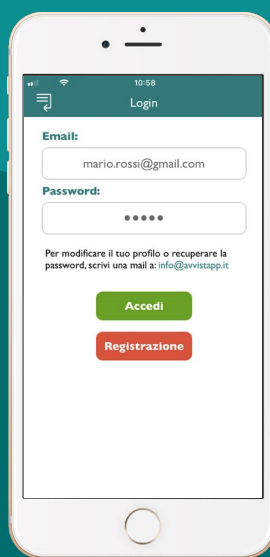 10:58
Login
Email:
mario.rossi@gmail.com
Password:
•••••
Per modificare il tuo profilo o recuperare la
password, scrivi una mail a: info@avvistapp.it
Accedi
Registrazione